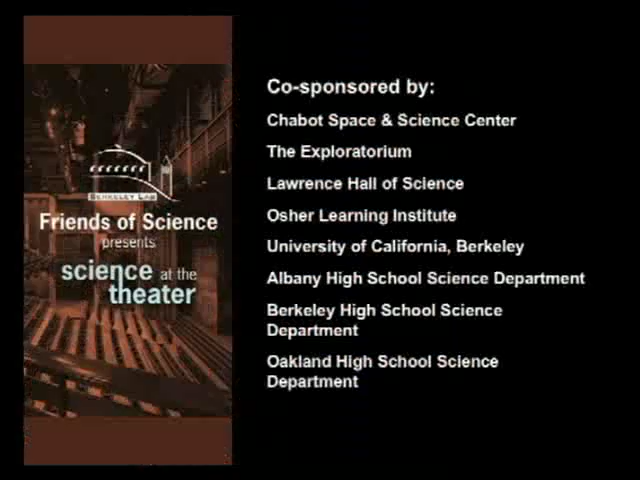 BERKELEY LAB
Friends of Science
presents
science at the
theater
Co-sponsored by:
Chabot Space & Science Center
The Exploratorium
Lawrence Hall of Science
Osher Learning Institute
University of California, Berkeley
Albany High School Science Department
Berkeley High School Science
Department
Oakland High School Science
Department